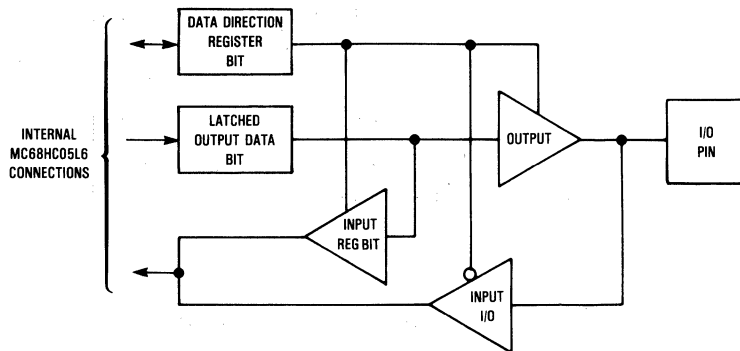 DATA DIRECTION
REGISTER
BIT
LATCHED
OUTPUT DATA
BIT
INTERNAL
MC68HC05L6
CONNECTIONS
OUTPUT
I/O
PIN
INPUT
REG BIT
INPUT
I/O